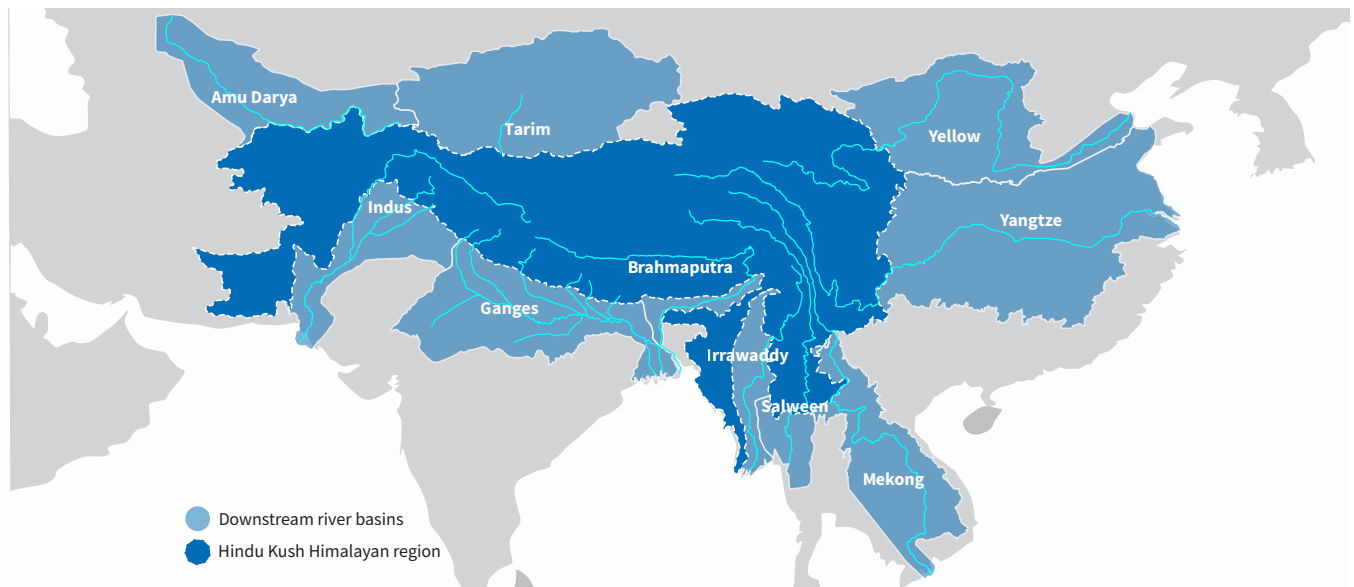 Amu Darya
Tarim
Yellow
Indus
Yangtze
Brahmaputra
Ganges
Irrawaddy
Salween
Mekong
Downstream river basins
Hindu Kush Himalayan region